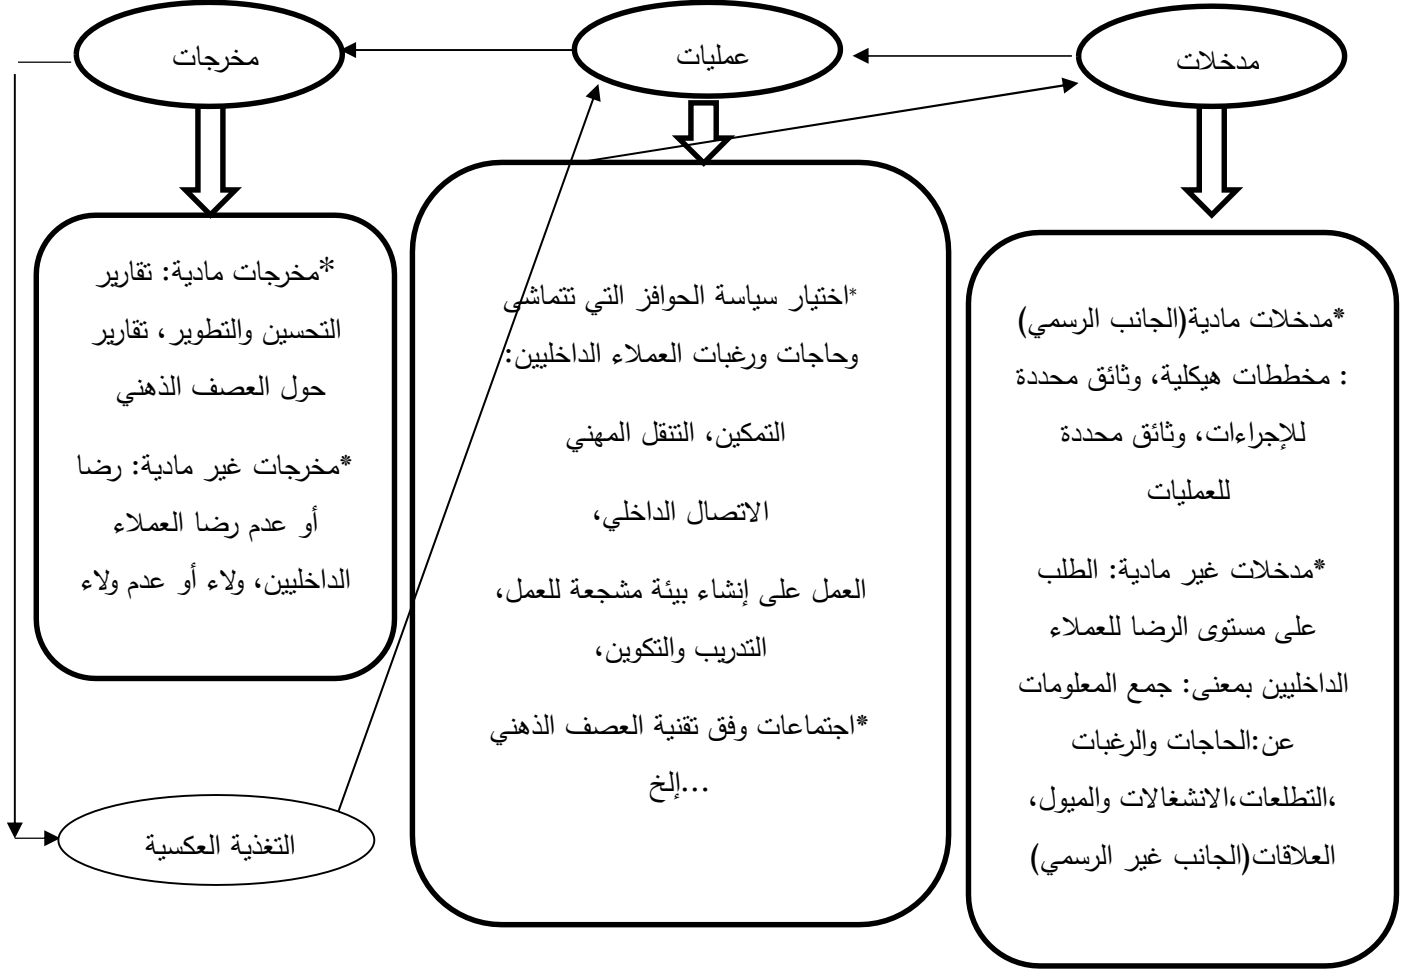 مدخلات
عمليات
مخرجات
*مدخلات مادية(الجانب الرسمي)
: مخططات هيكلية، وثائق محددة
للإجراءات، وثائق محددة
للعمليات
*مدخلات غير مادية: الطلب
على مستوى الرضا للعملاء
الداخليين بمعنى: جمع المعلومات
عن:الحاجات والرغبات
،التطلعات،الانشغالات والميول،
العلاقات(الجانب غير الرسمي)
*اختيار سياسة الحوافز التي تتماشى
وحاجات ورغبات العملاء الداخليين:
التمكين، التنقل المهني
الاتصال الداخلي،
العمل على إنشاء بيئة مشجعة للعمل،
التدريب والتكوين،
*اجتماعات وفق تقنية العصف الذهني
...إلخ
*مخرجات مادية: تقارير
التحسين والتطوير، تقارير
حول العصف الذهني
*مخرجات غير مادية: رضا
أو عدم رضا العملاء
الداخليين، ولاء أو عدم ولاء
التغذية العكسية